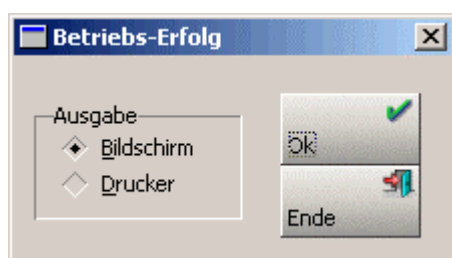 Betriebs-Erfolg
Ausgabe
Bildschirm
Drucker
Ok
Ende